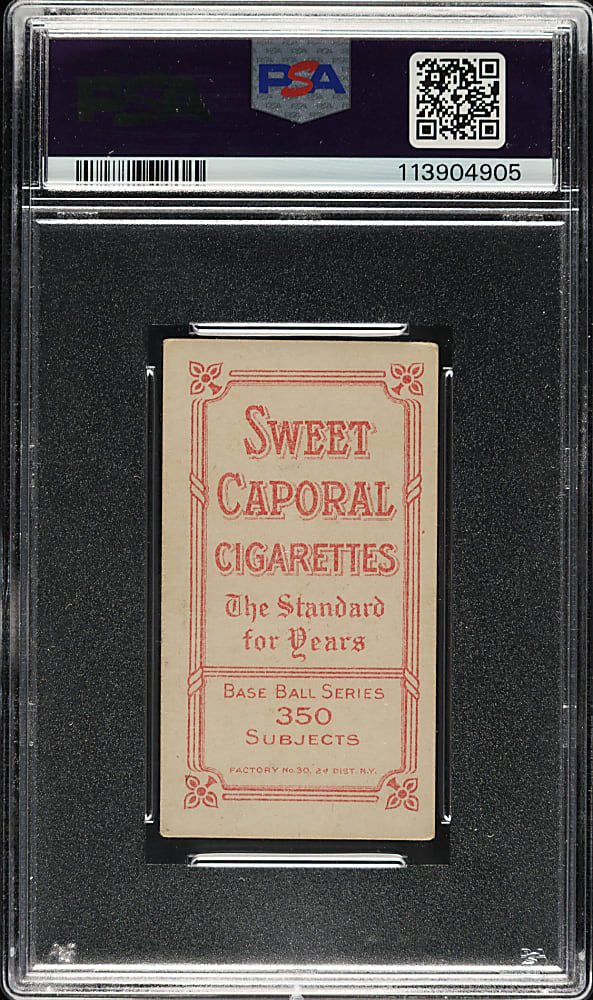 PSA
113904905
SWEET
CAPORAL
CIGARETTES
The Standard
for Years
BASE BALL SERIES
350
SUBJECTS
FACTORY No. 30, 2d DIST. N.Y.